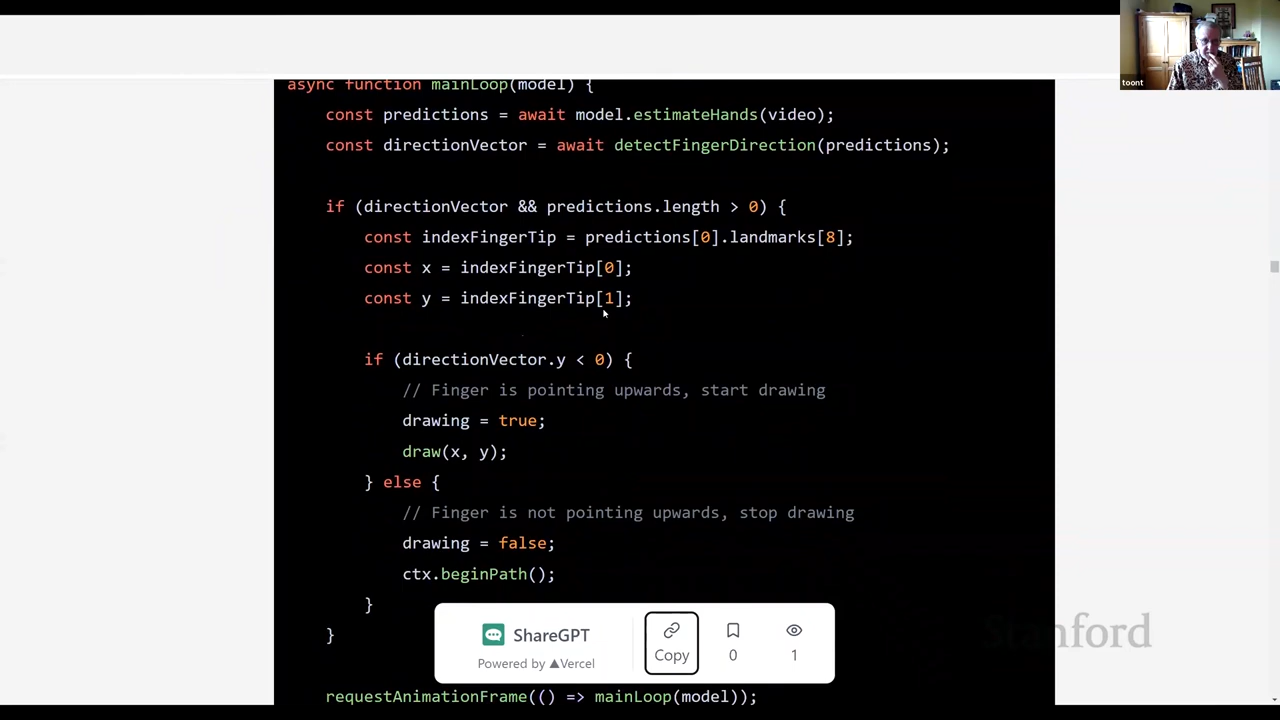 toont
async function mainLoop(model) {
const predictions = await model.estimateHands(video);
const directionVector = await detectFingerDirection(predictions);
if (directionVector && predictions.length > 0) {
const indexFingerTip = predictions[0].landmarks[8];
const x = indexFingerTip[0];
const y = indexFingerTip[1];
if (directionVector.y < 0) {
// Finger is pointing upwards, start drawing
drawing = true;
draw(x, y);
} else {
// Finger is not pointing upwards, stop drawing
drawing = false;
ctx.beginPath();
}
}
requestAnimationFrame(() => mainLoop(model));
ShareGPT
Powered by ▲Vercel
Copy
0
1
Stanford